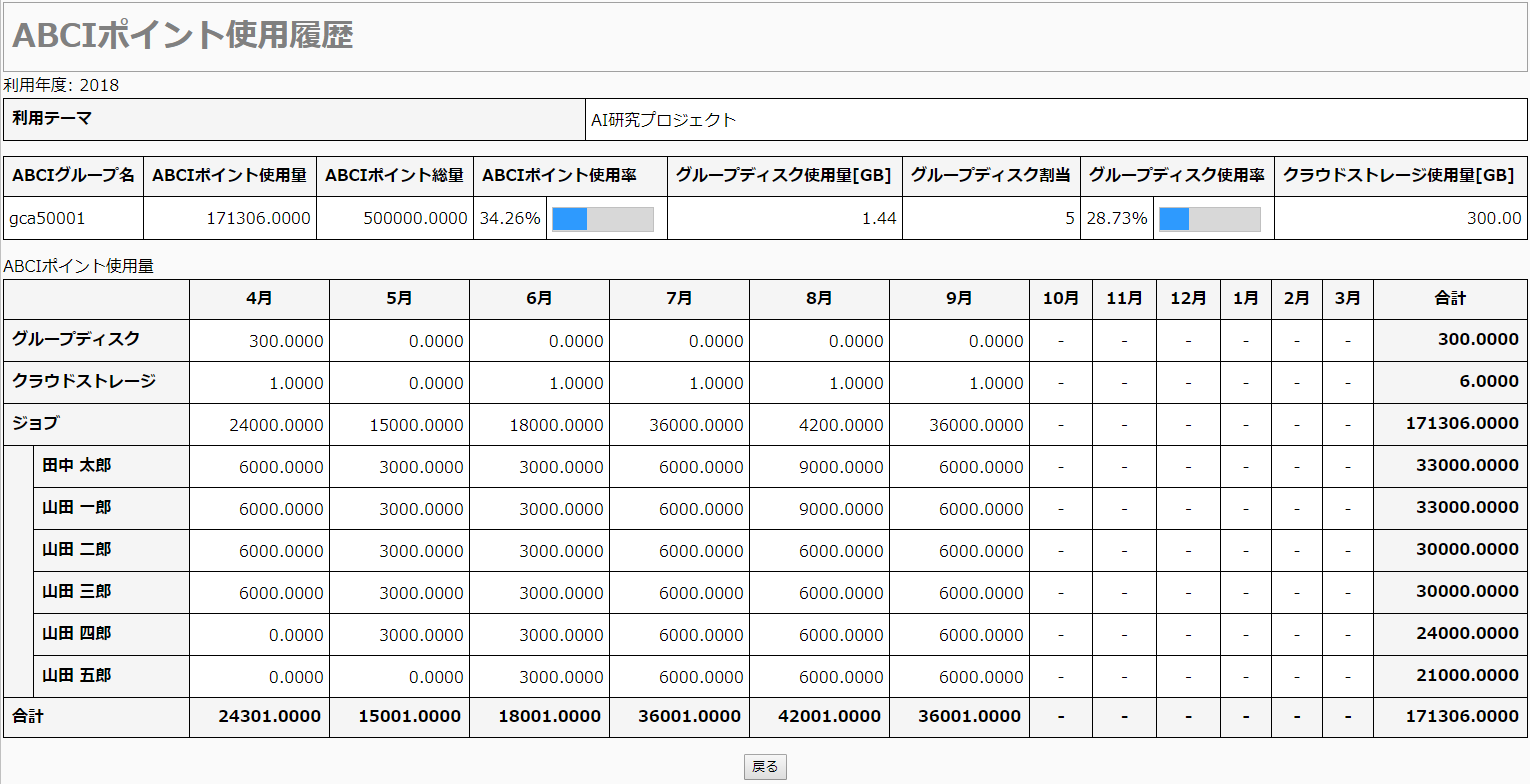 ABCIポイント使用履歴
利用年度: 2018
利用テーマ AI研究プロジェクト
ABCIグループ名 ABCIポイント使用量 ABCIポイント総量 ABCIポイント使用率 グループディスク使用量[GB] グループディスク割当 グループディスク使用率 クラウドストレージ使用量[GB]
gca50001 171306.0000 500000.0000 34.26% 1.44 5 28.73% 300.00
ABCIポイント使用量
4月 5月 6月 7月 8月 9月 10月 11月 12月 1月 2月 3月 合計
グループディスク 300.0000 0.0000 0.0000 0.0000 0.0000 0.0000 - - - - - - 300.0000
クラウドストレージ 1.0000 0.0000 1.0000 1.0000 1.0000 1.0000 - - - - - - 6.0000
ジョブ 24000.0000 15000.0000 18000.0000 36000.0000 4200.0000 36000.0000 - - - - - - 171306.0000
田中 太郎 6000.0000 3000.0000 3000.0000 6000.0000 9000.0000 6000.0000 - - - - - - 33000.0000
山田 一郎 6000.0000 3000.0000 3000.0000 6000.0000 9000.0000 6000.0000 - - - - - - 33000.0000
山田 二郎 6000.0000 3000.0000 3000.0000 6000.0000 6000.0000 6000.0000 - - - - - - 30000.0000
山田 三郎 6000.0000 3000.0000 3000.0000 6000.0000 6000.0000 6000.0000 - - - - - - 30000.0000
山田 四郎 0.0000 3000.0000 3000.0000 6000.0000 6000.0000 6000.0000 - - - - - - 24000.0000
山田 五郎 0.0000 0.0000 3000.0000 6000.0000 6000.0000 6000.0000 - - - - - - 21000.0000
合計 24301.0000 15001.0000 18001.0000 36001.0000 42001.0000 36001.0000 - - - - - - 171306.0000
戻る